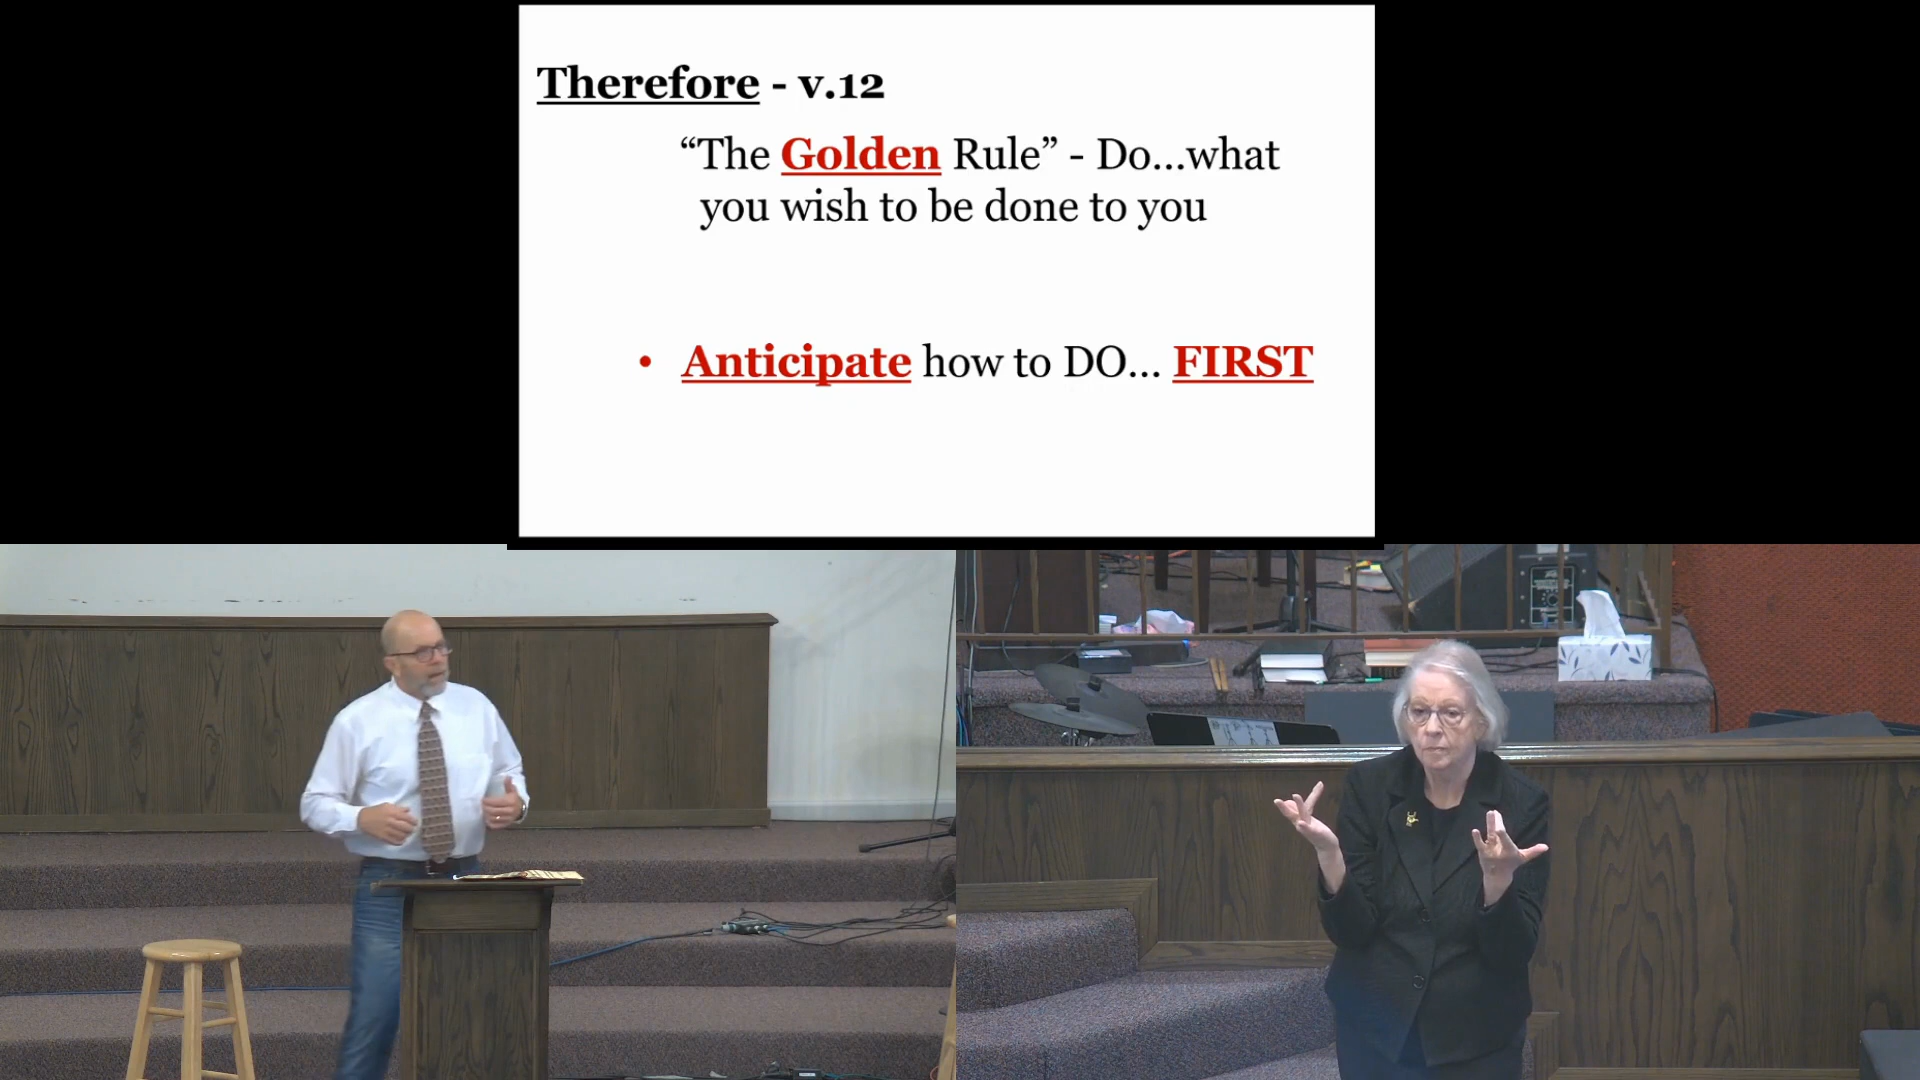 Therefore - v.12
“The Golden Rule” - Do...what
you wish to be done to you
• Anticipate how to DO... FIRST